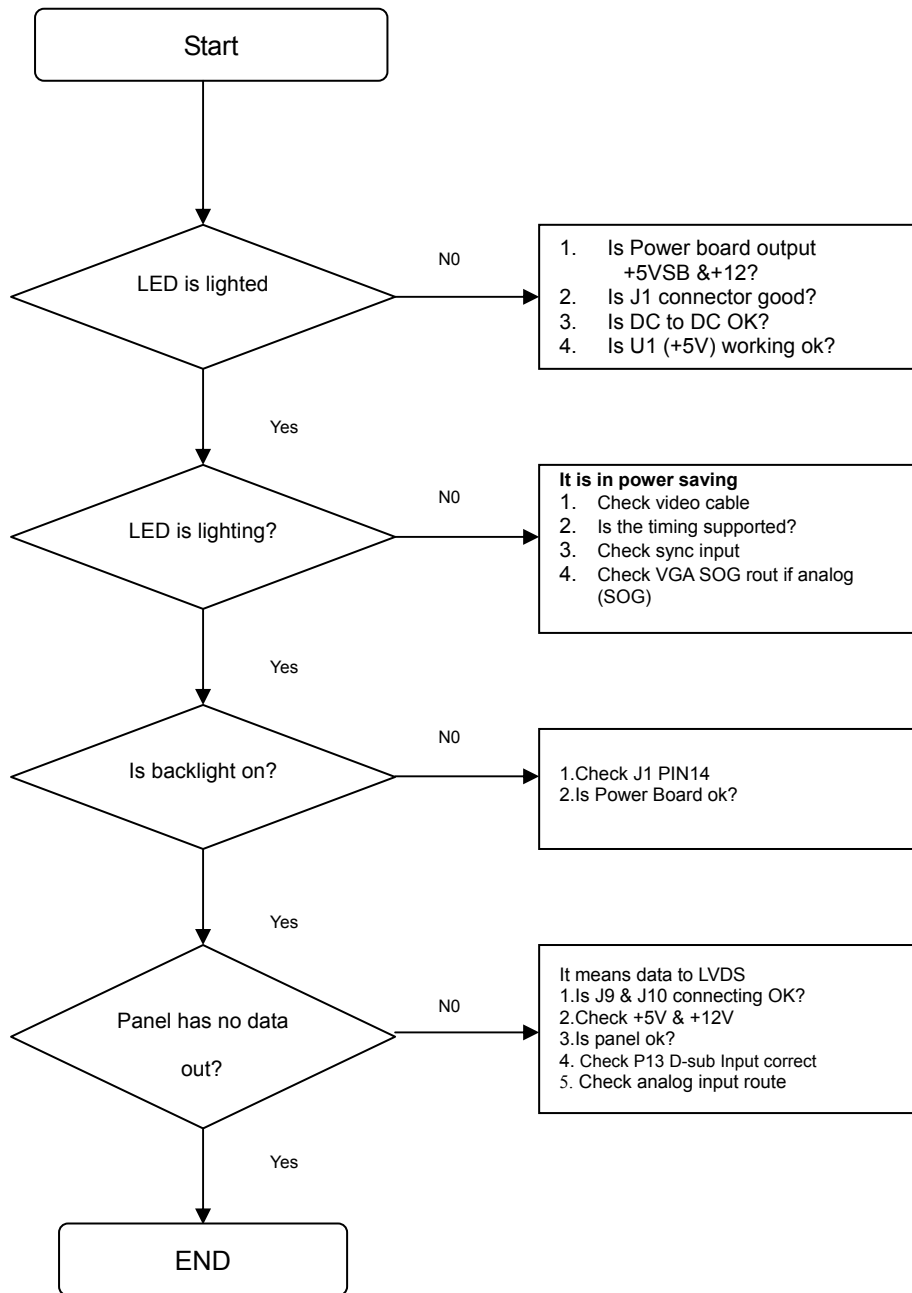 Start
LED is lighted
N0
1. Is Power board output
+5VSB &+12?
2. Is J1 connector good?
3. Is DC to DC OK?
4. Is U1 (+5V) working ok?
Yes
LED is lighting?
N0
It is in power saving
1. Check video cable
2. Is the timing supported?
3. Check sync input
4. Check VGA SOG rout if analog
(SOG)
Yes
Is backlight on?
N0
1.Check J1 PIN14
2.Is Power Board ok?
Yes
Panel has no data
out?
N0
It means data to LVDS
1.Is J9 & J10 connecting OK?
2.Check +5V & +12V
3.Is panel ok?
4. Check P13 D-sub Input correct
5. Check analog input route
Yes
END